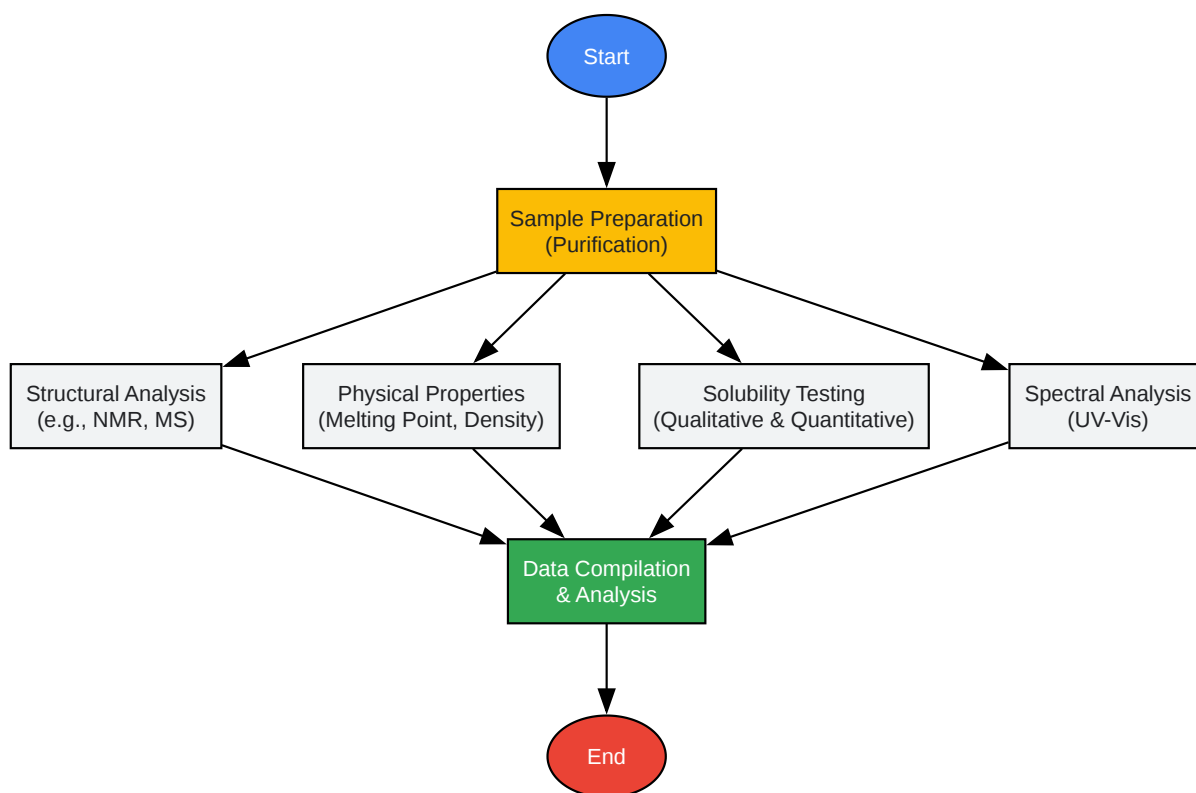 Start
Sample Preparation
(Purification)
Structural Analysis
(e.g., NMR, MS)
Physical Properties
(Melting Point, Density)
Solubility Testing
(Qualitative & Quantitative)
Spectral Analysis
(UV-Vis)
Data Compilation
& Analysis
End